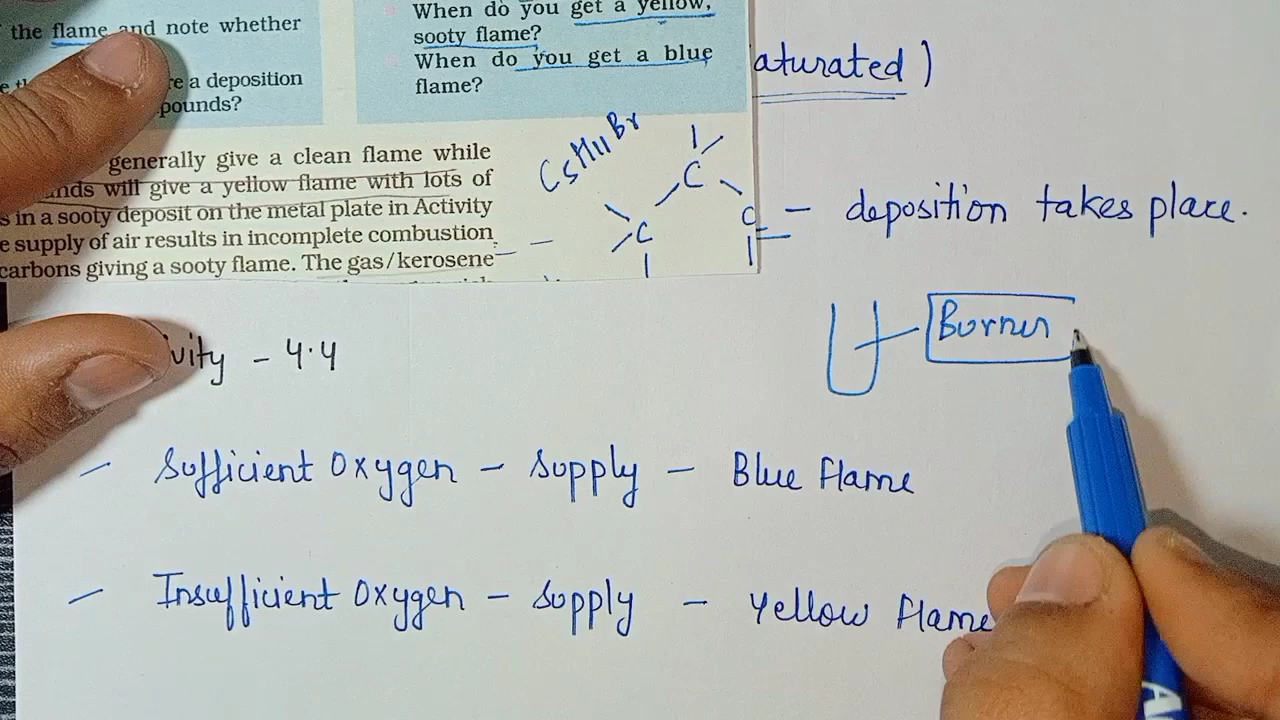 the flame and note whether
re a deposition
pounds?
When do you get a yellow,
sooty flame?
When do you get a blue
flame?
aturated)
generally give a clean flame while
nds will give a yellow flame with lots of
s in a sooty deposit on the metal plate in Activity
e supply of air results in incomplete combustion
carbons giving a sooty flame. The gas/kerosene
C5H11Br
C
C
C
- deposition takes place.
Burner
ivity - 4.4
- Sufficient Oxygen - Supply - Blue flame
- Insufficient Oxygen - Supply - Yellow flame